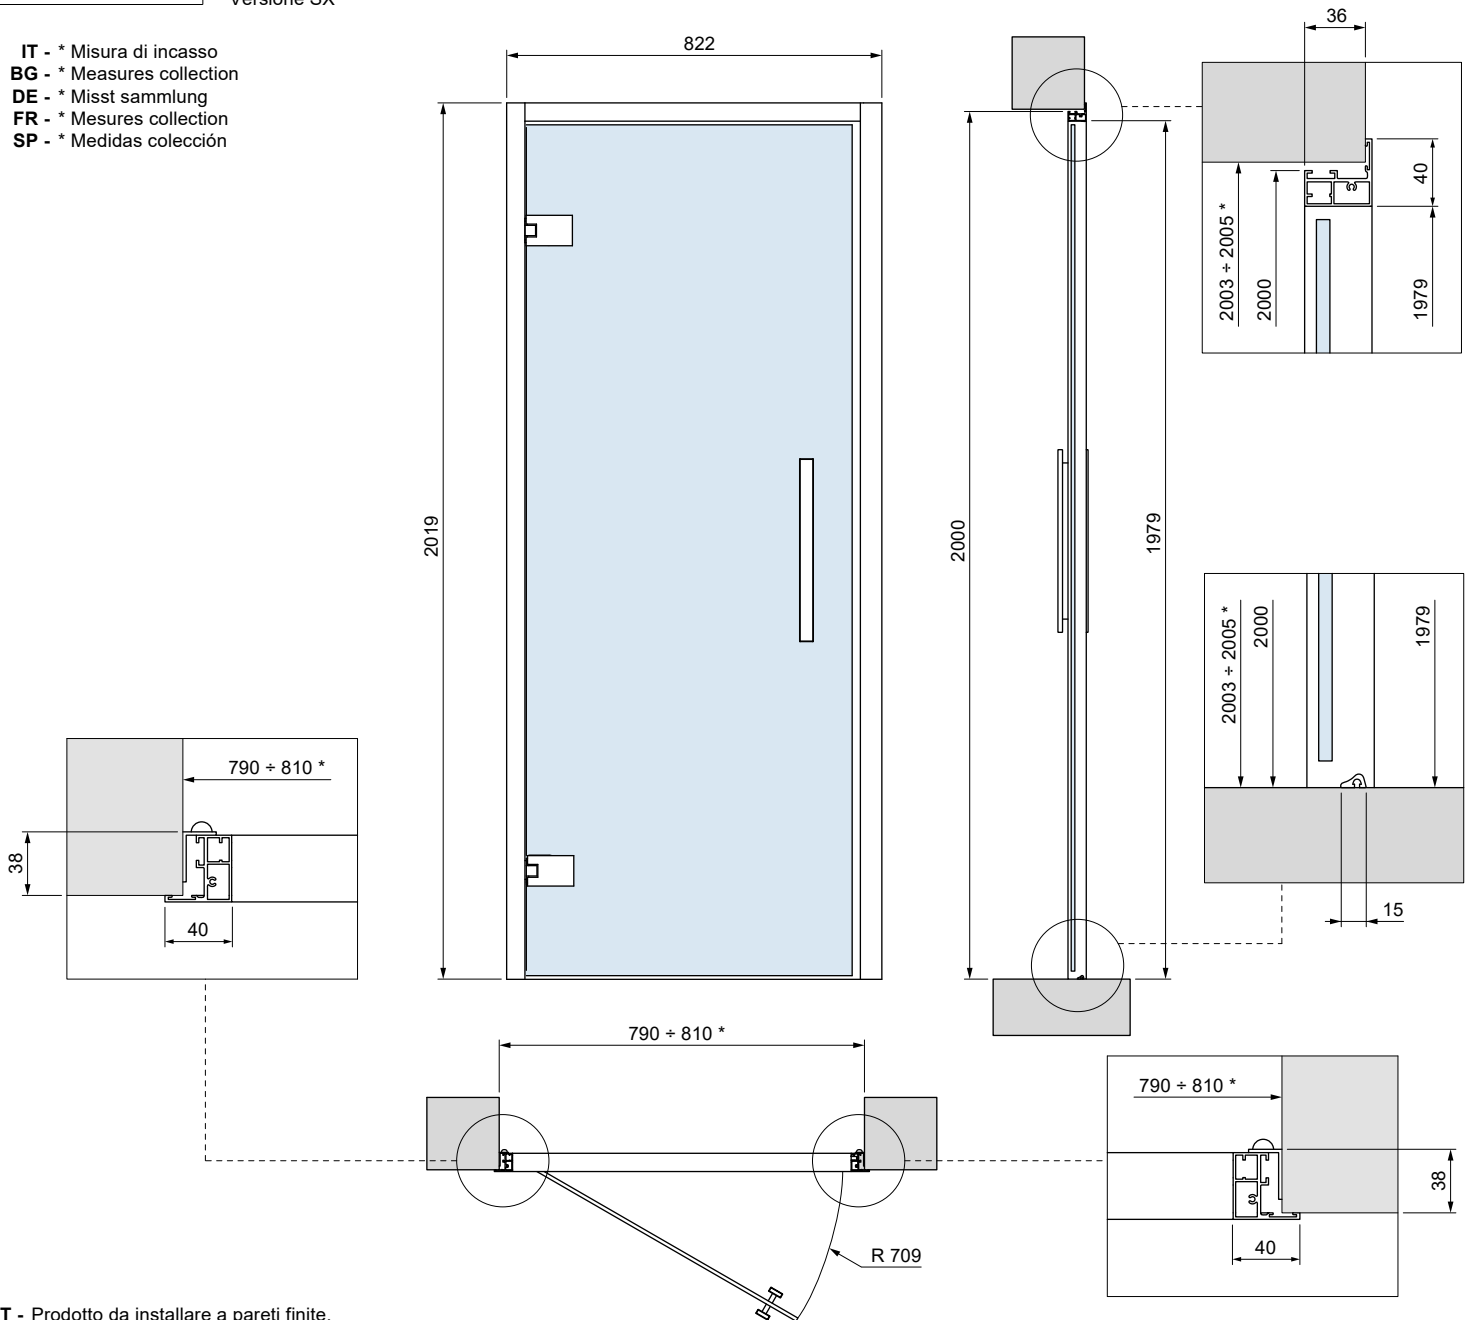 Versione SX
IT - * Misura di incasso
BG - * Measures collection
DE - * Misst sammlung
FR - * Mesures collection
SP - * Medidas colección
822
36
2019
2000
1979
2003 ÷ 2005 *
2000
40
1979
2003 ÷ 2005 *
2000
1979
15
790 ÷ 810 *
38
40
790 ÷ 810 *
R 709
790 ÷ 810 *
38
40
T - Prodotto da installare a pareti finite.